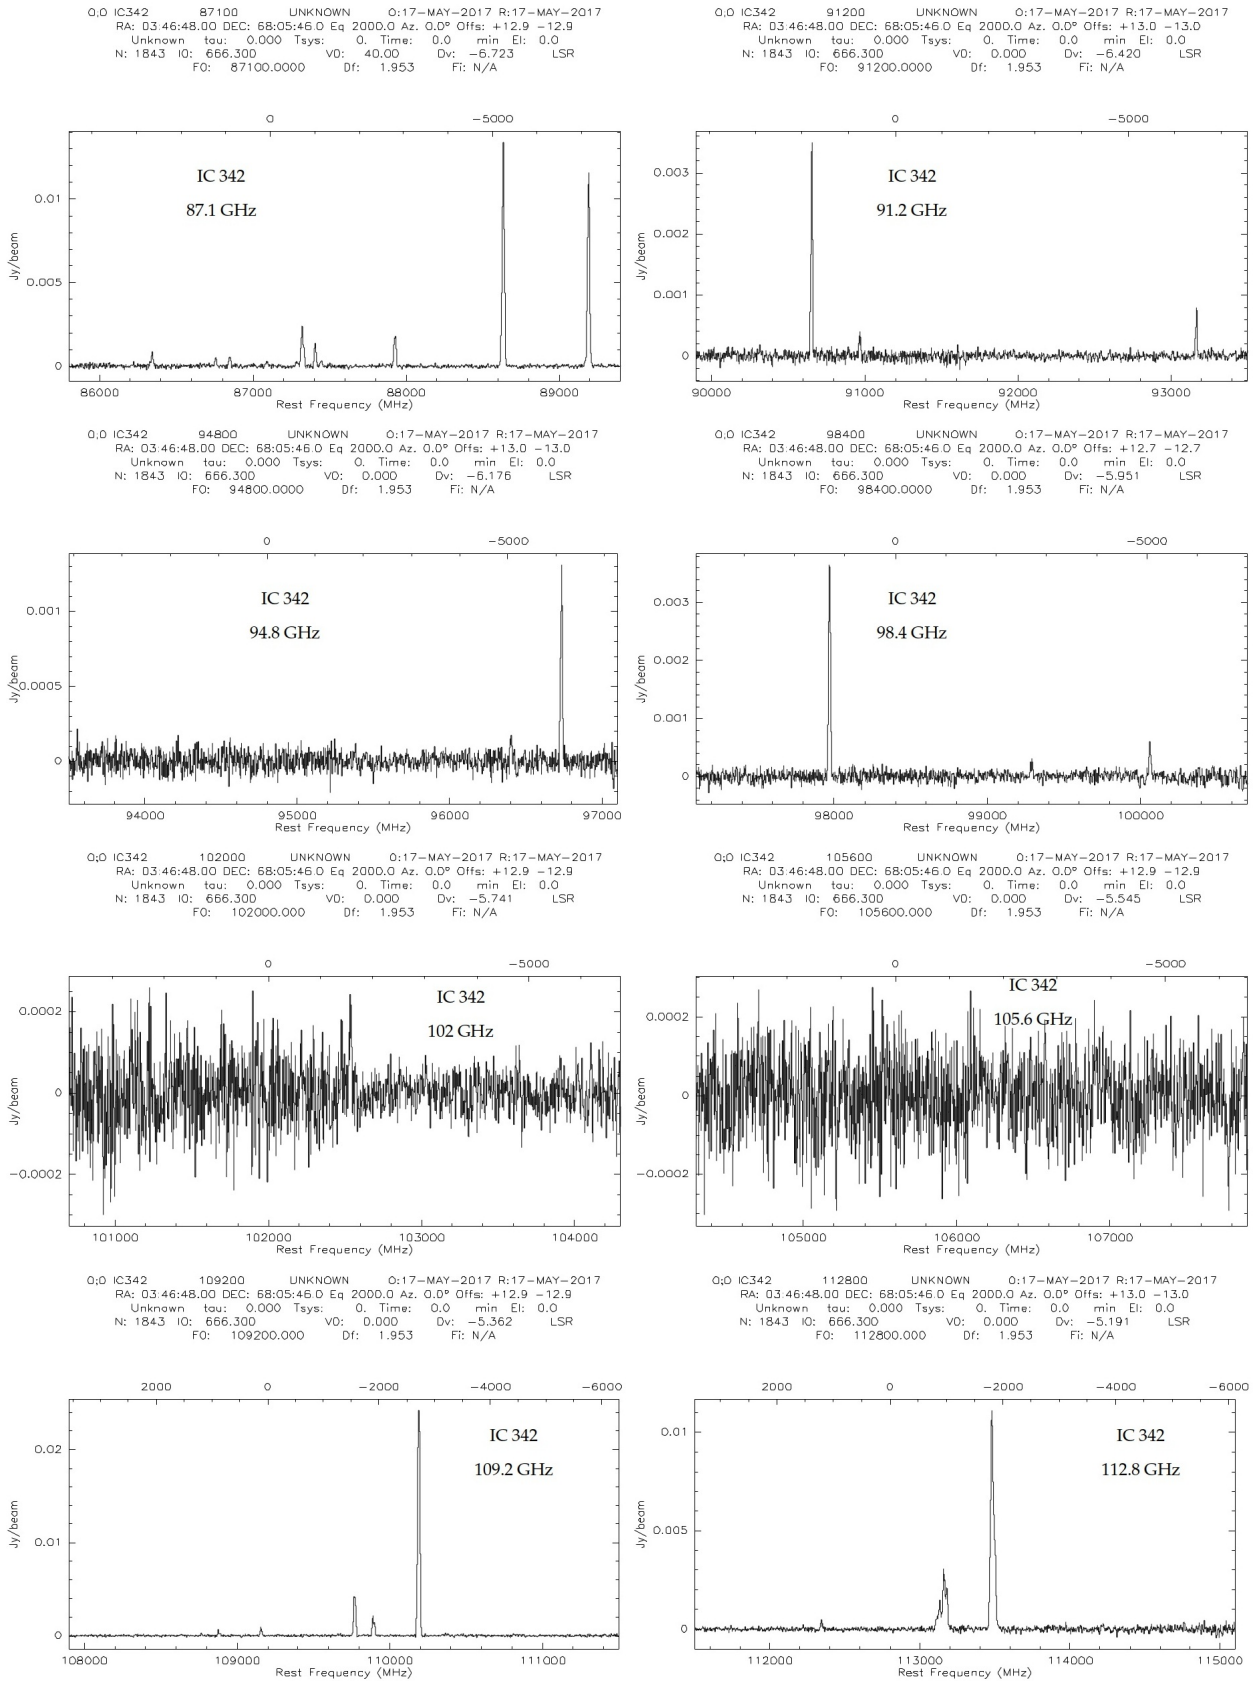 0;0 IC342 87100 UNKNOWN 0:17-MAY-2017 R:17-MAY-2017
RA: 03:46:48.00 DEC: 68:05:46.0 Eq 2000.0 Az. 0.0° Offs: +12.9 -12.9
Unknown tau: 0.000 Tsys: 0. Time: 0.0 min El: 0.0
N: 1843 I0: 666.300 V0: 40.00 Dv: -6.723 LSR
F0: 87100.0000 Df: 1.953 Fi: N/A
0 -5000
IC 342
87.1 GHz
0.01
0.005
0
Jy/beam
86000 87000 88000 89000
Rest Frequency (MHz)
0;0 IC342 91200 UNKNOWN 0:17-MAY-2017 R:17-MAY-2017
RA: 03:46:48.00 DEC: 68:05:46.0 Eq 2000.0 Az. 0.0° Offs: +13.0 -13.0
Unknown tau: 0.000 Tsys: 0. Time: 0.0 min El: 0.0
N: 1843 I0: 666.300 V0: 0.000 Dv: -6.420 LSR
F0: 91200.0000 Df: 1.953 Fi: N/A
0 -5000
IC 342
91.2 GHz
0.003
0.002
0.001
0
Jy/beam
90000 91000 92000 93000
Rest Frequency (MHz)
0;0 IC342 94800 UNKNOWN 0:17-MAY-2017 R:17-MAY-2017
RA: 03:46:48.00 DEC: 68:05:46.0 Eq 2000.0 Az. 0.0° Offs: +13.0 -13.0
Unknown tau: 0.000 Tsys: 0. Time: 0.0 min El: 0.0
N: 1843 I0: 666.300 V0: 0.000 Dv: -6.176 LSR
F0: 94800.0000 Df: 1.953 Fi: N/A
0 -5000
IC 342
94.8 GHz
0.001
0.0005
0
Jy/beam
94000 95000 96000 97000
Rest Frequency (MHz)
0;0 IC342 98400 UNKNOWN 0:17-MAY-2017 R:17-MAY-2017
RA: 03:46:48.00 DEC: 68:05:46.0 Eq 2000.0 Az. 0.0° Offs: +12.7 -12.7
Unknown tau: 0.000 Tsys: 0. Time: 0.0 min El: 0.0
N: 1843 I0: 666.300 V0: 0.000 Dv: -5.951 LSR
F0: 98400.0000 Df: 1.953 Fi: N/A
0 -5000
IC 342
98.4 GHz
0.003
0.002
0.001
0
Jy/beam
98000 99000 100000
Rest Frequency (MHz)
0;0 IC342 102000 UNKNOWN 0:17-MAY-2017 R:17-MAY-2017
RA: 03:46:48.00 DEC: 68:05:46.0 Eq 2000.0 Az. 0.0° Offs: +12.9 -12.9
Unknown tau: 0.000 Tsys: 0. Time: 0.0 min El: 0.0
N: 1843 I0: 666.300 V0: 0.000 Dv: -5.741 LSR
F0: 102000.000 Df: 1.953 Fi: N/A
0 -5000
IC 342
102 GHz
0.0002
0
-0.0002
Jy/beam
101000 102000 103000 104000
Rest Frequency (MHz)
0;0 IC342 105600 UNKNOWN 0:17-MAY-2017 R:17-MAY-2017
RA: 03:46:48.00 DEC: 68:05:46.0 Eq 2000.0 Az. 0.0° Offs: +12.9 -12.9
Unknown tau: 0.000 Tsys: 0. Time: 0.0 min El: 0.0
N: 1843 I0: 666.300 V0: 0.000 Dv: -5.545 LSR
F0: 105600.000 Df: 1.953 Fi: N/A
0 -5000
IC 342
105.6 GHz
0.0002
0
-0.0002
Jy/beam
105000 106000 107000
Rest Frequency (MHz)
0;0 IC342 109200 UNKNOWN 0:17-MAY-2017 R:17-MAY-2017
RA: 03:46:48.00 DEC: 68:05:46.0 Eq 2000.0 Az. 0.0° Offs: +12.9 -12.9
Unknown tau: 0.000 Tsys: 0. Time: 0.0 min El: 0.0
N: 1843 I0: 666.300 V0: 0.000 Dv: -5.362 LSR
F0: 109200.000 Df: 1.953 Fi: N/A
2000 0 -2000 -4000 -6000
IC 342
109.2 GHz
0.02
0.01
0
Jy/beam
108000 109000 110000 111000
Rest Frequency (MHz)
0;0 IC342 112800 UNKNOWN 0:17-MAY-2017 R:17-MAY-2017
RA: 03:46:48.00 DEC: 68:05:46.0 Eq 2000.0 Az. 0.0° Offs: +13.0 -13.0
Unknown tau: 0.000 Tsys: 0. Time: 0.0 min El: 0.0
N: 1843 I0: 666.300 V0: 0.000 Dv: -5.191 LSR
F0: 112800.000 Df: 1.953 Fi: N/A
2000 0 -2000 -4000 -6000
IC 342
112.8 GHz
0.01
0.005
0
Jy/beam
112000 113000 114000 115000
Rest Frequency (MHz)